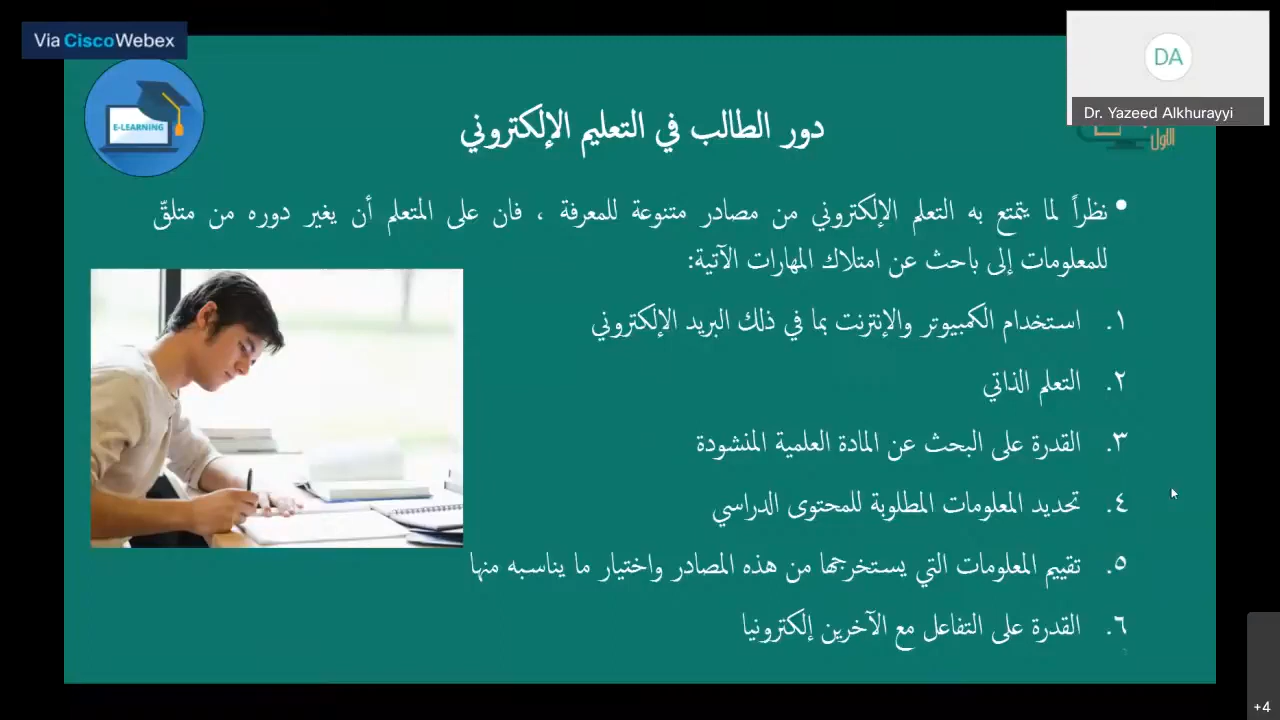 Via Cisco Webex
DA
Dr. Yazeed Alkhurayyi
E-LEARNING
الأول
دور الطالب في التعليم الإلكتروني
• نظراً لما يتمتع به التعلم الإلكتروني من مصادر متنوعة للمعرفة ، فان على المتعلم أن يغير دوره من متلقّ
للمعلومات إلى باحث عن امتلاك المهارات الآتية:
١. استخدام الكمبيوتر والإنترنت بما في ذلك البريد الإلكتروني
٢. التعلم الذاتي
٣. القدرة على البحث عن المادة العلمية المنشودة
٤. تحديد المعلومات المطلوبة للمحتوى الدراسي
٥. تقييم المعلومات التي يستخرجها من هذه المصادر واختيار ما يناسبه منها
٦. القدرة على التفاعل مع الآخرين إلكترونيا
+4